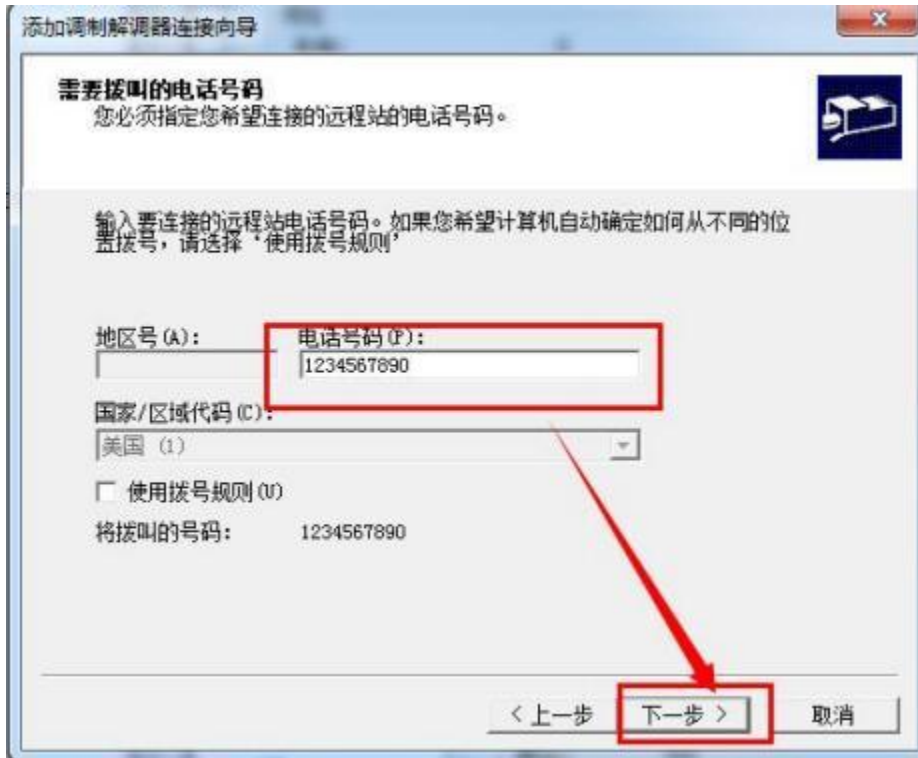 添加调制解调器连接向导
需要拨叫的电话号码
您必须指定您希望连接的远程站的电话号码。
输入要连接的远程站电话号码。如果您希望计算机自动确定如何从不同的位
置拨号，请选择‘使用拨号规则’
地区号(A)： 电话号码(P)：
1234567890
国家/区域代码(C)：
美国 (1)
使用拨号规则(U)
将拨叫的号码： 1234567890
<上一步 下一步> 取消